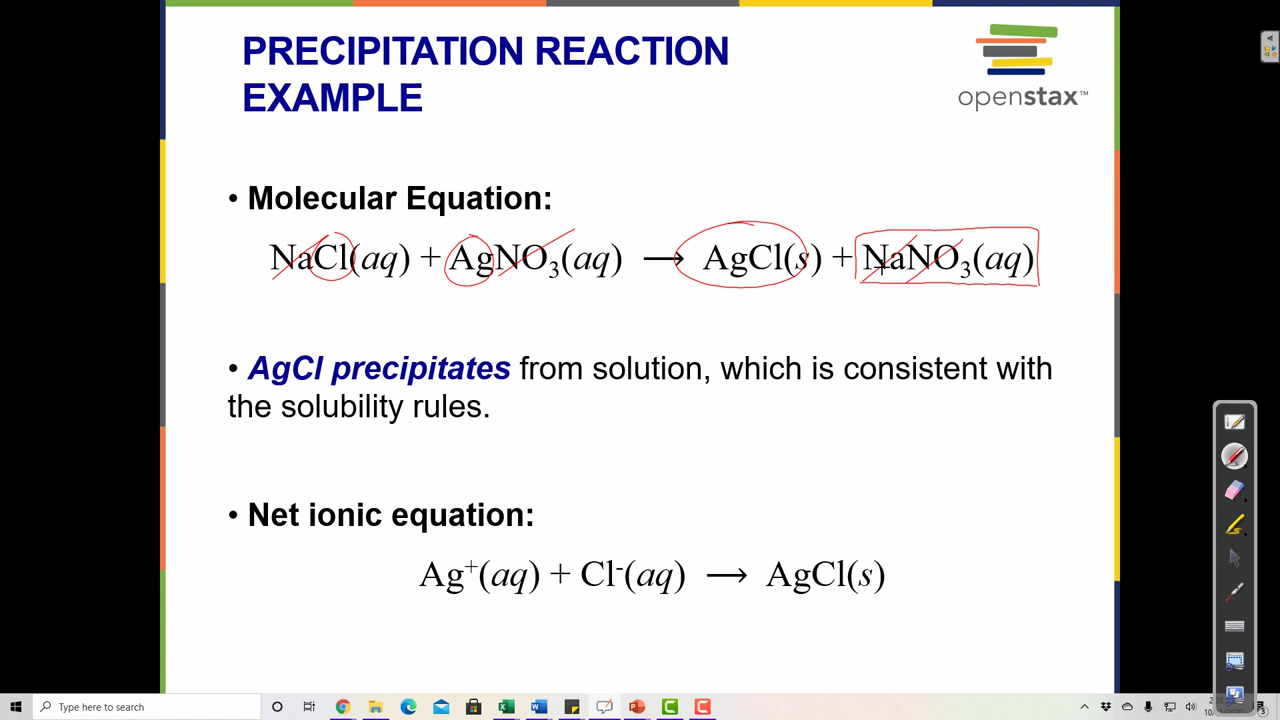 PRECIPITATION REACTION
EXAMPLE
openstax™
• Molecular Equation:
NaCl(aq) + AgNO₃(aq) ⟶ AgCl(s) + NaNO₃(aq)
• AgCl precipitates from solution, which is consistent with
the solubility rules.
• Net ionic equation:
Ag⁺(aq) + Cl⁻(aq) ⟶ AgCl(s)
Type here to search